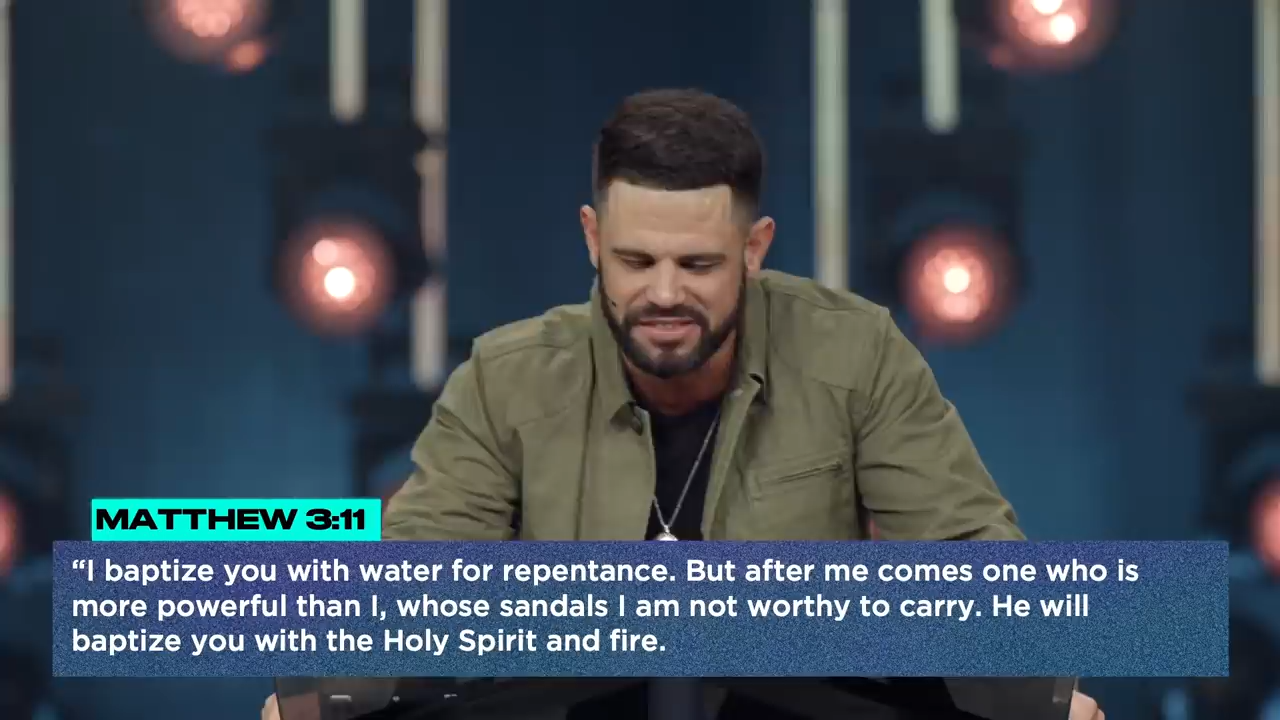 MATTHEW 3:11
“I baptize you with water for repentance. But after me comes one who is
more powerful than I, whose sandals I am not worthy to carry. He will
baptize you with the Holy Spirit and fire.